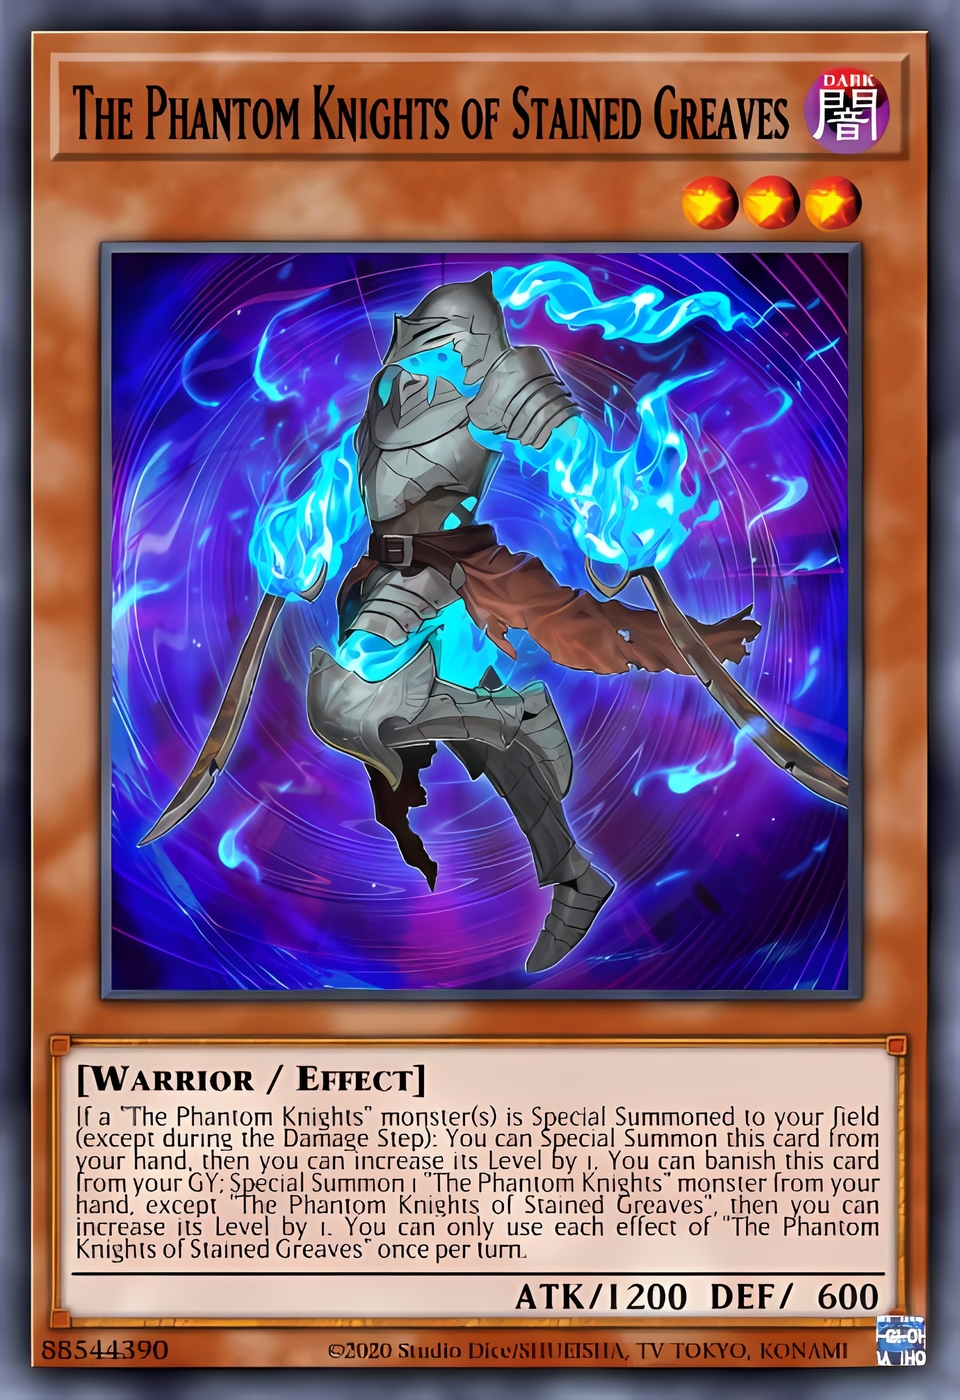 The Phantom Knights of Stained Greaves
DARK
闇
[Warrior / Effect]
If a "The Phantom Knights" monster(s) is Special Summoned to your field
(except during the Damage Step): You can Special Summon this card from
your hand, then you can increase its Level by 1. You can banish this card
from your GY; Special Summon 1 "The Phantom Knights" monster from your
hand, except "The Phantom Knights of Stained Greaves", then you can
increase its Level by 1. You can only use each effect of "The Phantom
Knights of Stained Greaves" once per turn.
ATK/1200 DEF/ 600
88544390
©2020 Studio Dice/SHUEISHA, TV TOKYO, KONAMI